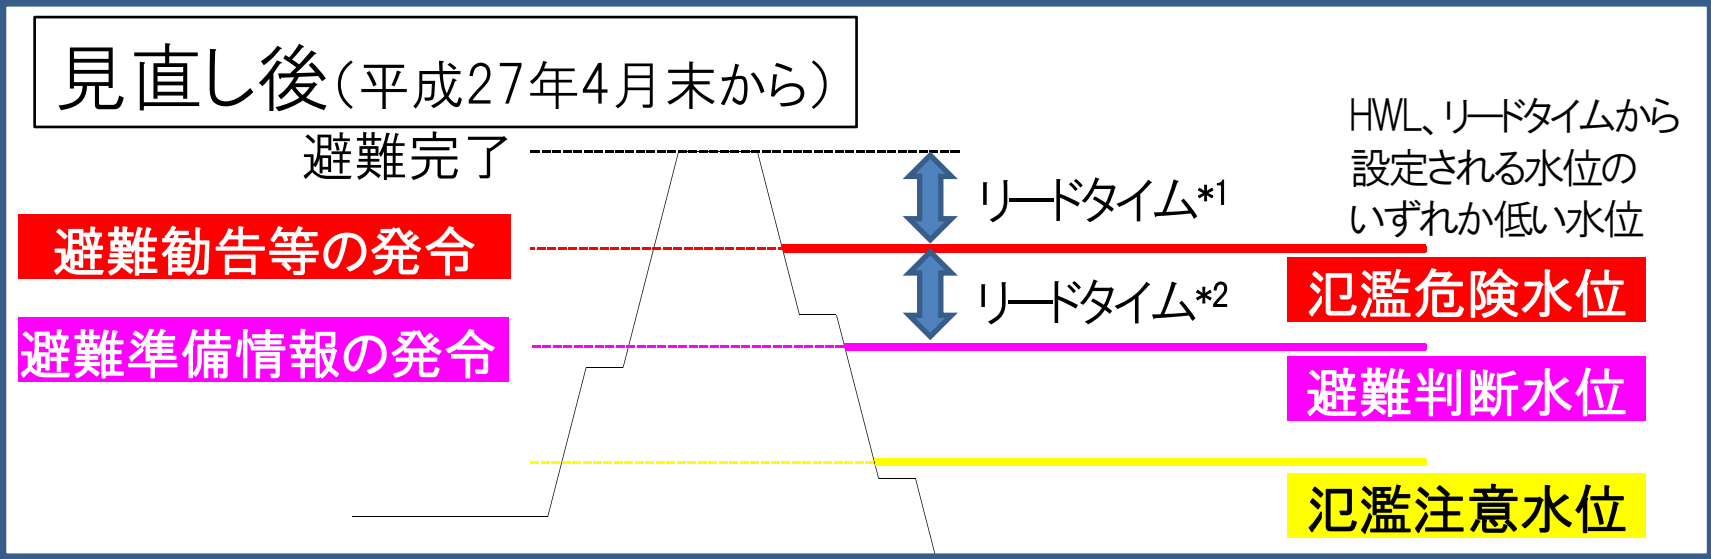 見直し後（平成27年4月末から）
避難完了
HWL、リードタイムから
設定される水位の
いずれか低い水位
リードタイム*1
避難勧告等の発令
氾濫危険水位
リードタイム*2
避難準備情報の発令
避難判断水位
氾濫注意水位